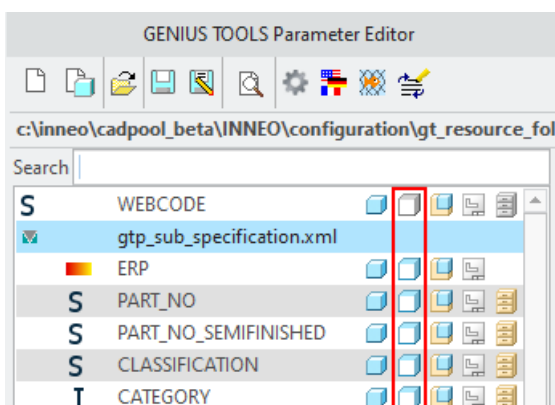 GENIUS TOOLS Parameter Editor
c:\inneo\cadpool_beta\INNEO\configuration\gt_resource_fol
Search
S WEBCODE
gtp_sub_specification.xml
ERP
S PART_NO
S PART_NO_SEMIFINISHED
S CLASSIFICATION
I CATEGORY